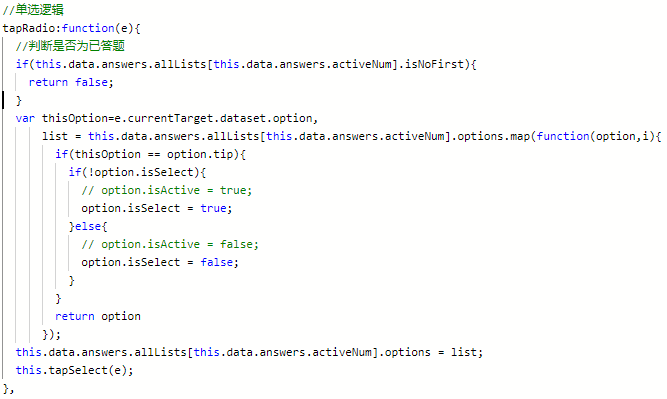 //单选逻辑
tapRadio:function(e){
//判断是否为已答题
if(this.data.answers.allLists[this.data.answers.activeNum].isNoFirst){
return false;
}
var thisOption=e.currentTarget.dataset.option,
list = this.data.answers.allLists[this.data.answers.activeNum].options.map(function(option,i){
if(thisOption == option.tip){
if(!option.isSelect){
// option.isActive = true;
option.isSelect = true;
}else{
// option.isActive = false;
option.isSelect = false;
}
}
return option
});
this.data.answers.allLists[this.data.answers.activeNum].options = list;
this.tapSelect(e);
},